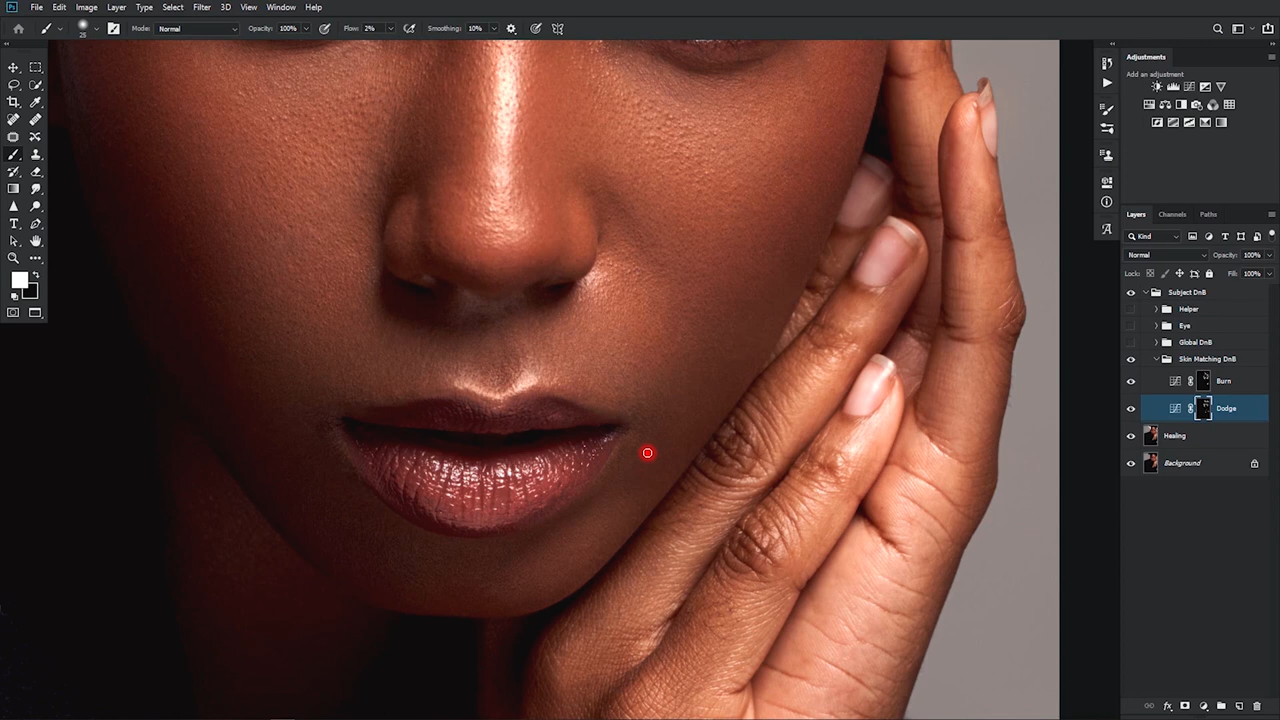 Ps File Edit Image Layer Type Select Filter 3D View Window Help
25 Mode: Normal Opacity: 100% Flow: 2% Smoothing: 10%
Adjustments
Add an adjustment
Layers Channels Paths
Kind
Normal Opacity: 100%
Lock: Fill: 100%
Subject DnB
Helper
Eye
Global DnB
Skin Matching DnB
Burn
Dodge
Healing
Background